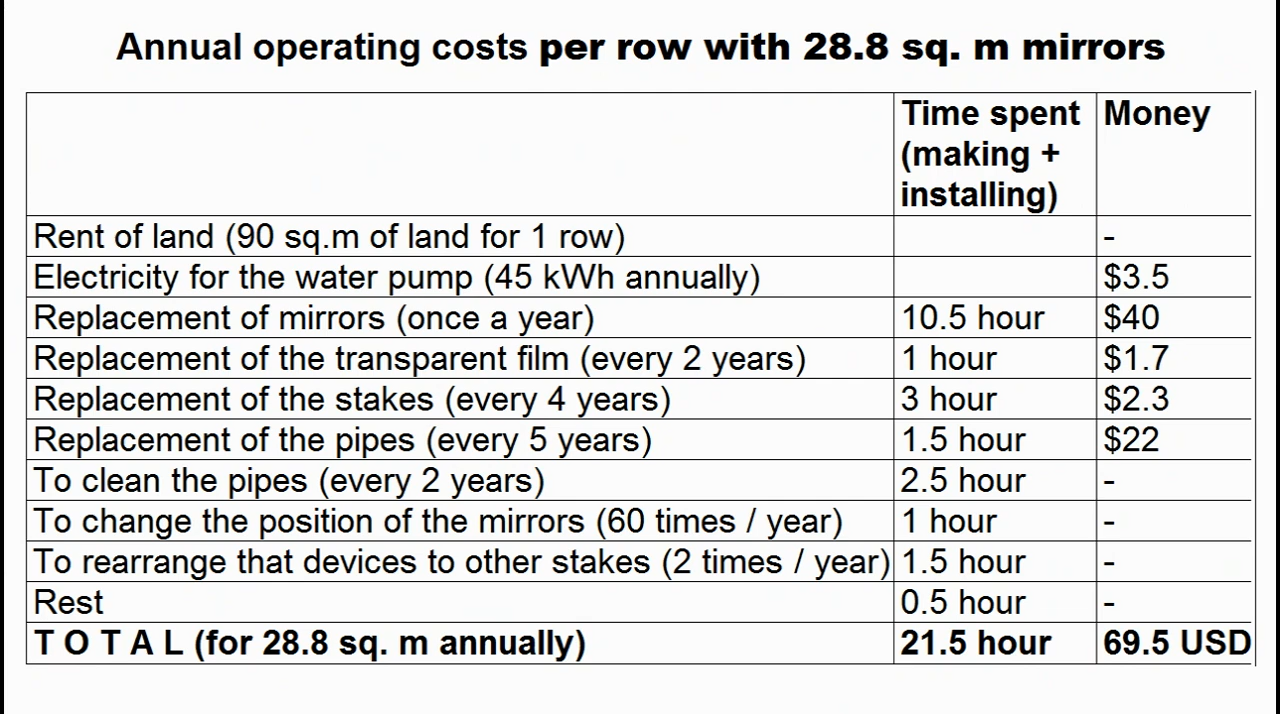 Annual operating costs per row with 28.8 sq. m mirrors
Time spent (making + installing) Money
Rent of land (90 sq.m of land for 1 row) -
Electricity for the water pump (45 kWh annually) $3.5
Replacement of mirrors (once a year) 10.5 hour $40
Replacement of the transparent film (every 2 years) 1 hour $1.7
Replacement of the stakes (every 4 years) 3 hour $2.3
Replacement of the pipes (every 5 years) 1.5 hour $22
To clean the pipes (every 2 years) 2.5 hour -
To change the position of the mirrors (60 times / year) 1 hour -
To rearrange that devices to other stakes (2 times / year) 1.5 hour -
Rest 0.5 hour -
T O T A L (for 28.8 sq. m annually) 21.5 hour 69.5 USD